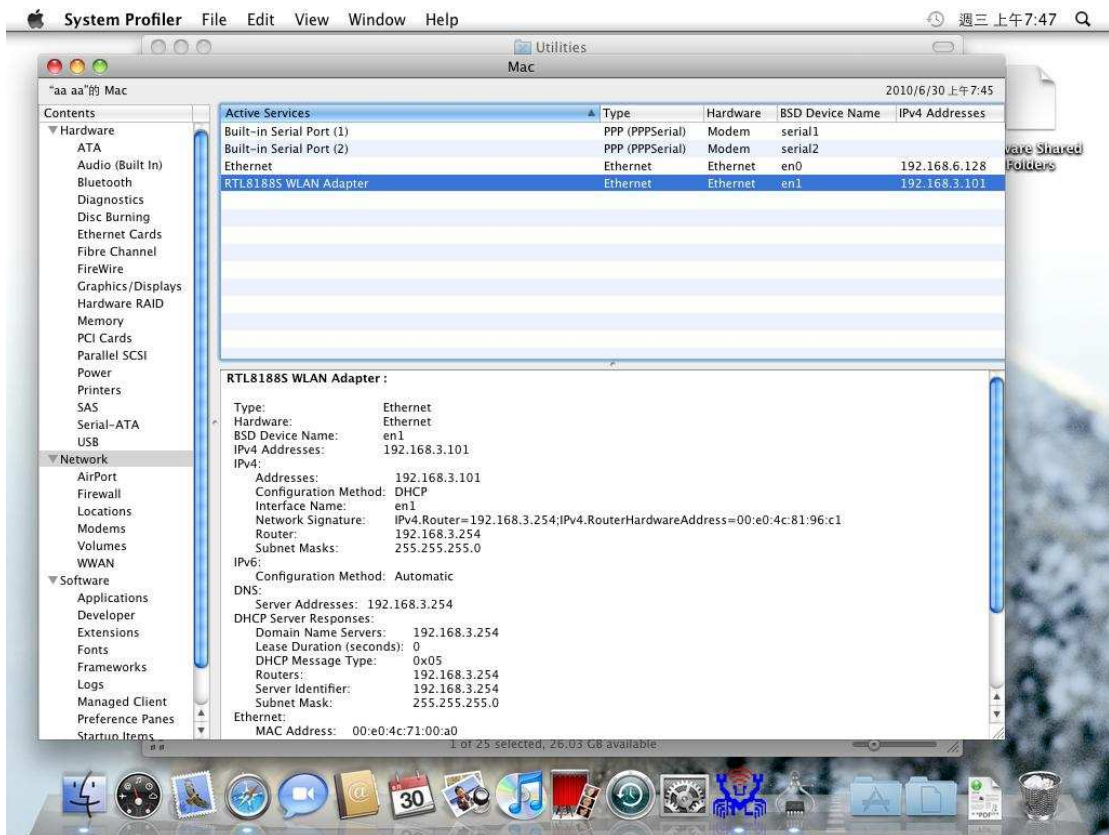 System Profiler File Edit View Window Help 週三 上午7:47
Utilities
Mac
“aa aa”的 Mac 2010/6/30 上午7:45
Contents
Hardware
ATA
Audio (Built In)
Bluetooth
Diagnostics
Disc Burning
Ethernet Cards
Fibre Channel
FireWire
Graphics/Displays
Hardware RAID
Memory
PCI Cards
Parallel SCSI
Power
Printers
SAS
Serial-ATA
USB
Network
AirPort
Firewall
Locations
Modems
Volumes
WWAN
Software
Applications
Developer
Extensions
Fonts
Frameworks
Logs
Managed Client
Preference Panes
Startup Items
Active Services Type Hardware BSD Device Name IPv4 Addresses
Built-in Serial Port (1) PPP (PPPSerial) Modem serial1
Built-in Serial Port (2) PPP (PPPSerial) Modem serial2
Ethernet Ethernet Ethernet en0 192.168.6.128
RTL8188S WLAN Adapter Ethernet Ethernet en1 192.168.3.101
RTL8188S WLAN Adapter :
Type: Ethernet
Hardware: Ethernet
BSD Device Name: en1
IPv4 Addresses: 192.168.3.101
IPv4:
Addresses: 192.168.3.101
Configuration Method: DHCP
Interface Name: en1
Network Signature: IPv4.Router=192.168.3.254;IPv4.RouterHardwareAddress=00:e0:4c:81:96:c1
Router: 192.168.3.254
Subnet Masks: 255.255.255.0
IPv6:
Configuration Method: Automatic
DNS:
Server Addresses: 192.168.3.254
DHCP Server Responses:
Domain Name Servers: 192.168.3.254
Lease Duration (seconds): 0
DHCP Message Type: 0x05
Routers: 192.168.3.254
Server Identifier: 192.168.3.254
Subnet Mask: 255.255.255.0
Ethernet:
MAC Address: 00:e0:4c:71:00:a0
Shared
Folders
1 of 25 selected, 26.03 GB available
30
PDF